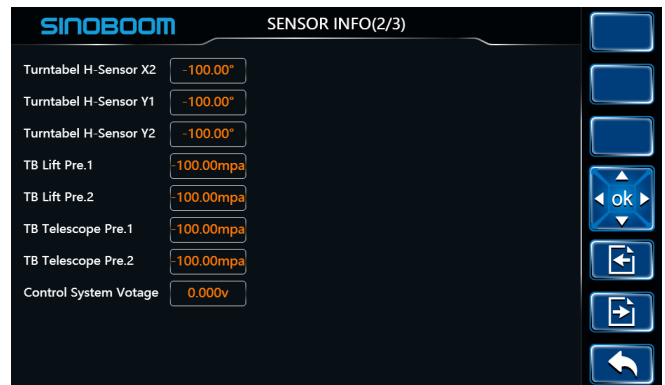 SINOBOOM
SENSOR INFO(2/3)
Turntabel H-Sensor X2 -100.00°
Turntabel H-Sensor Y1 -100.00°
Turntabel H-Sensor Y2 -100.00°
TB Lift Pre.1 -100.00mpa
TB Lift Pre.2 -100.00mpa
TB Telescope Pre.1 -100.00mpa
TB Telescope Pre.2 -100.00mpa
Control System Votage 0.000v
ok